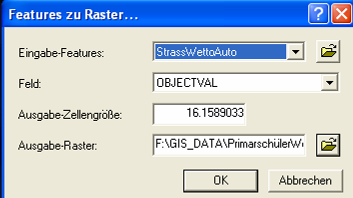 Features zu Raster...
Eingabe-Features: StrassWettoAuto
Feld: OBJECTVAL
Ausgabe-Zellengröße: 16.1589033
Ausgabe-Raster: F:\GIS_DATA\PrimarschülerW
OK Abbrechen